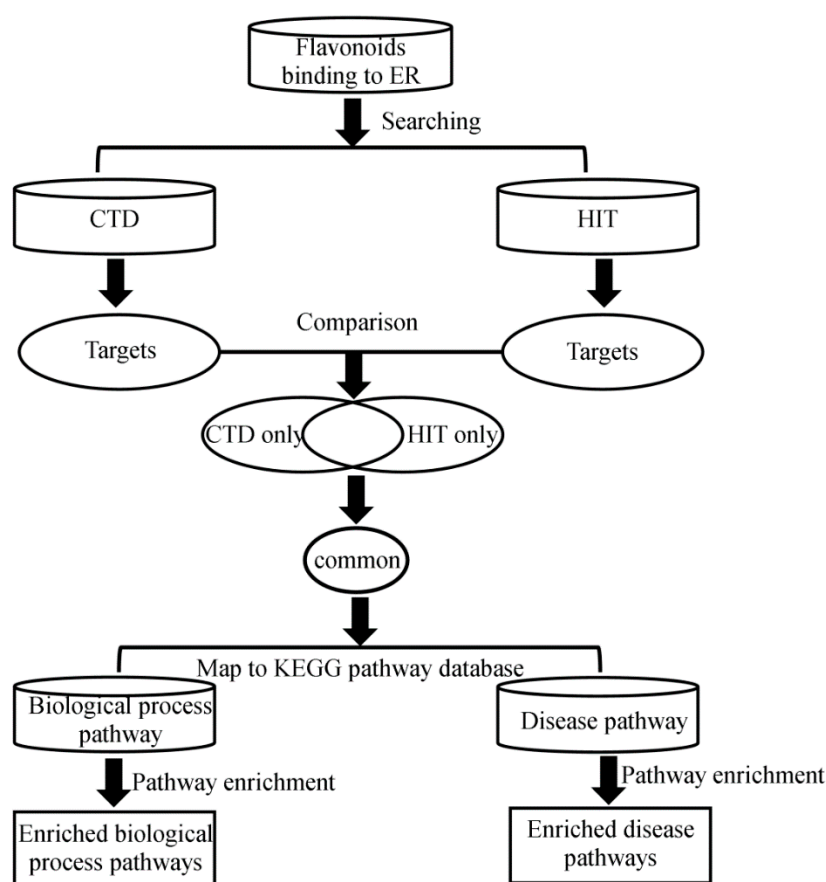 Flavonoids
binding to ER
Searching
CTD
HIT
Comparison
Targets
Targets
CTD only
HIT only
common
Map to KEGG pathway database
Biological process
pathway
Disease pathway
Pathway enrichment
Pathway enrichment
Enriched biological
process pathways
Enriched disease
pathways